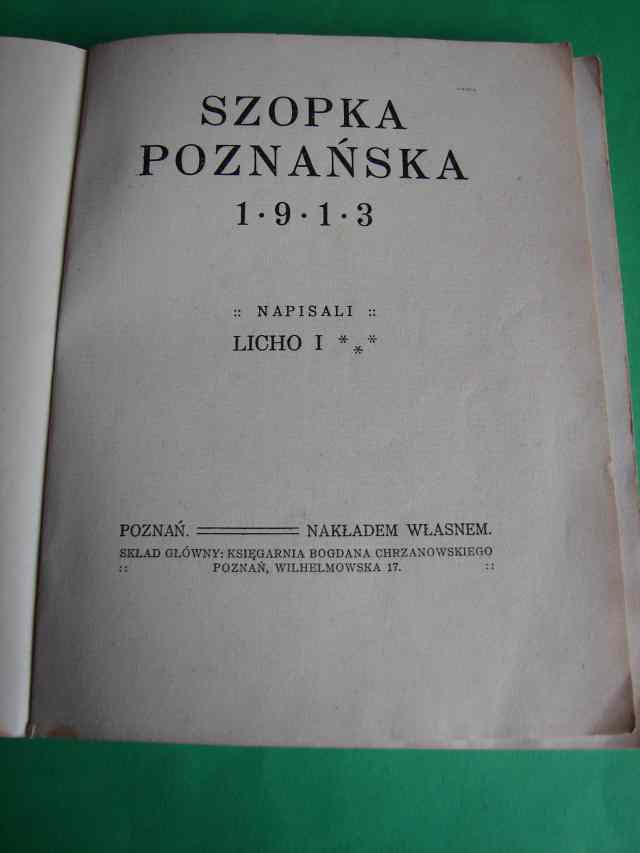 SZOPKA
POZNAŃSKA
1·9·1·3
:: NAPISALI ::
LICHO I ***
POZNAŃ. ═════ NAKŁADEM WŁASNEM.
SKŁAD GŁÓWNY: KSIĘGARNIA BOGDANA CHRZANOWSKIEGO
:: POZNAŃ, WILHELMOWSKA 17. ::